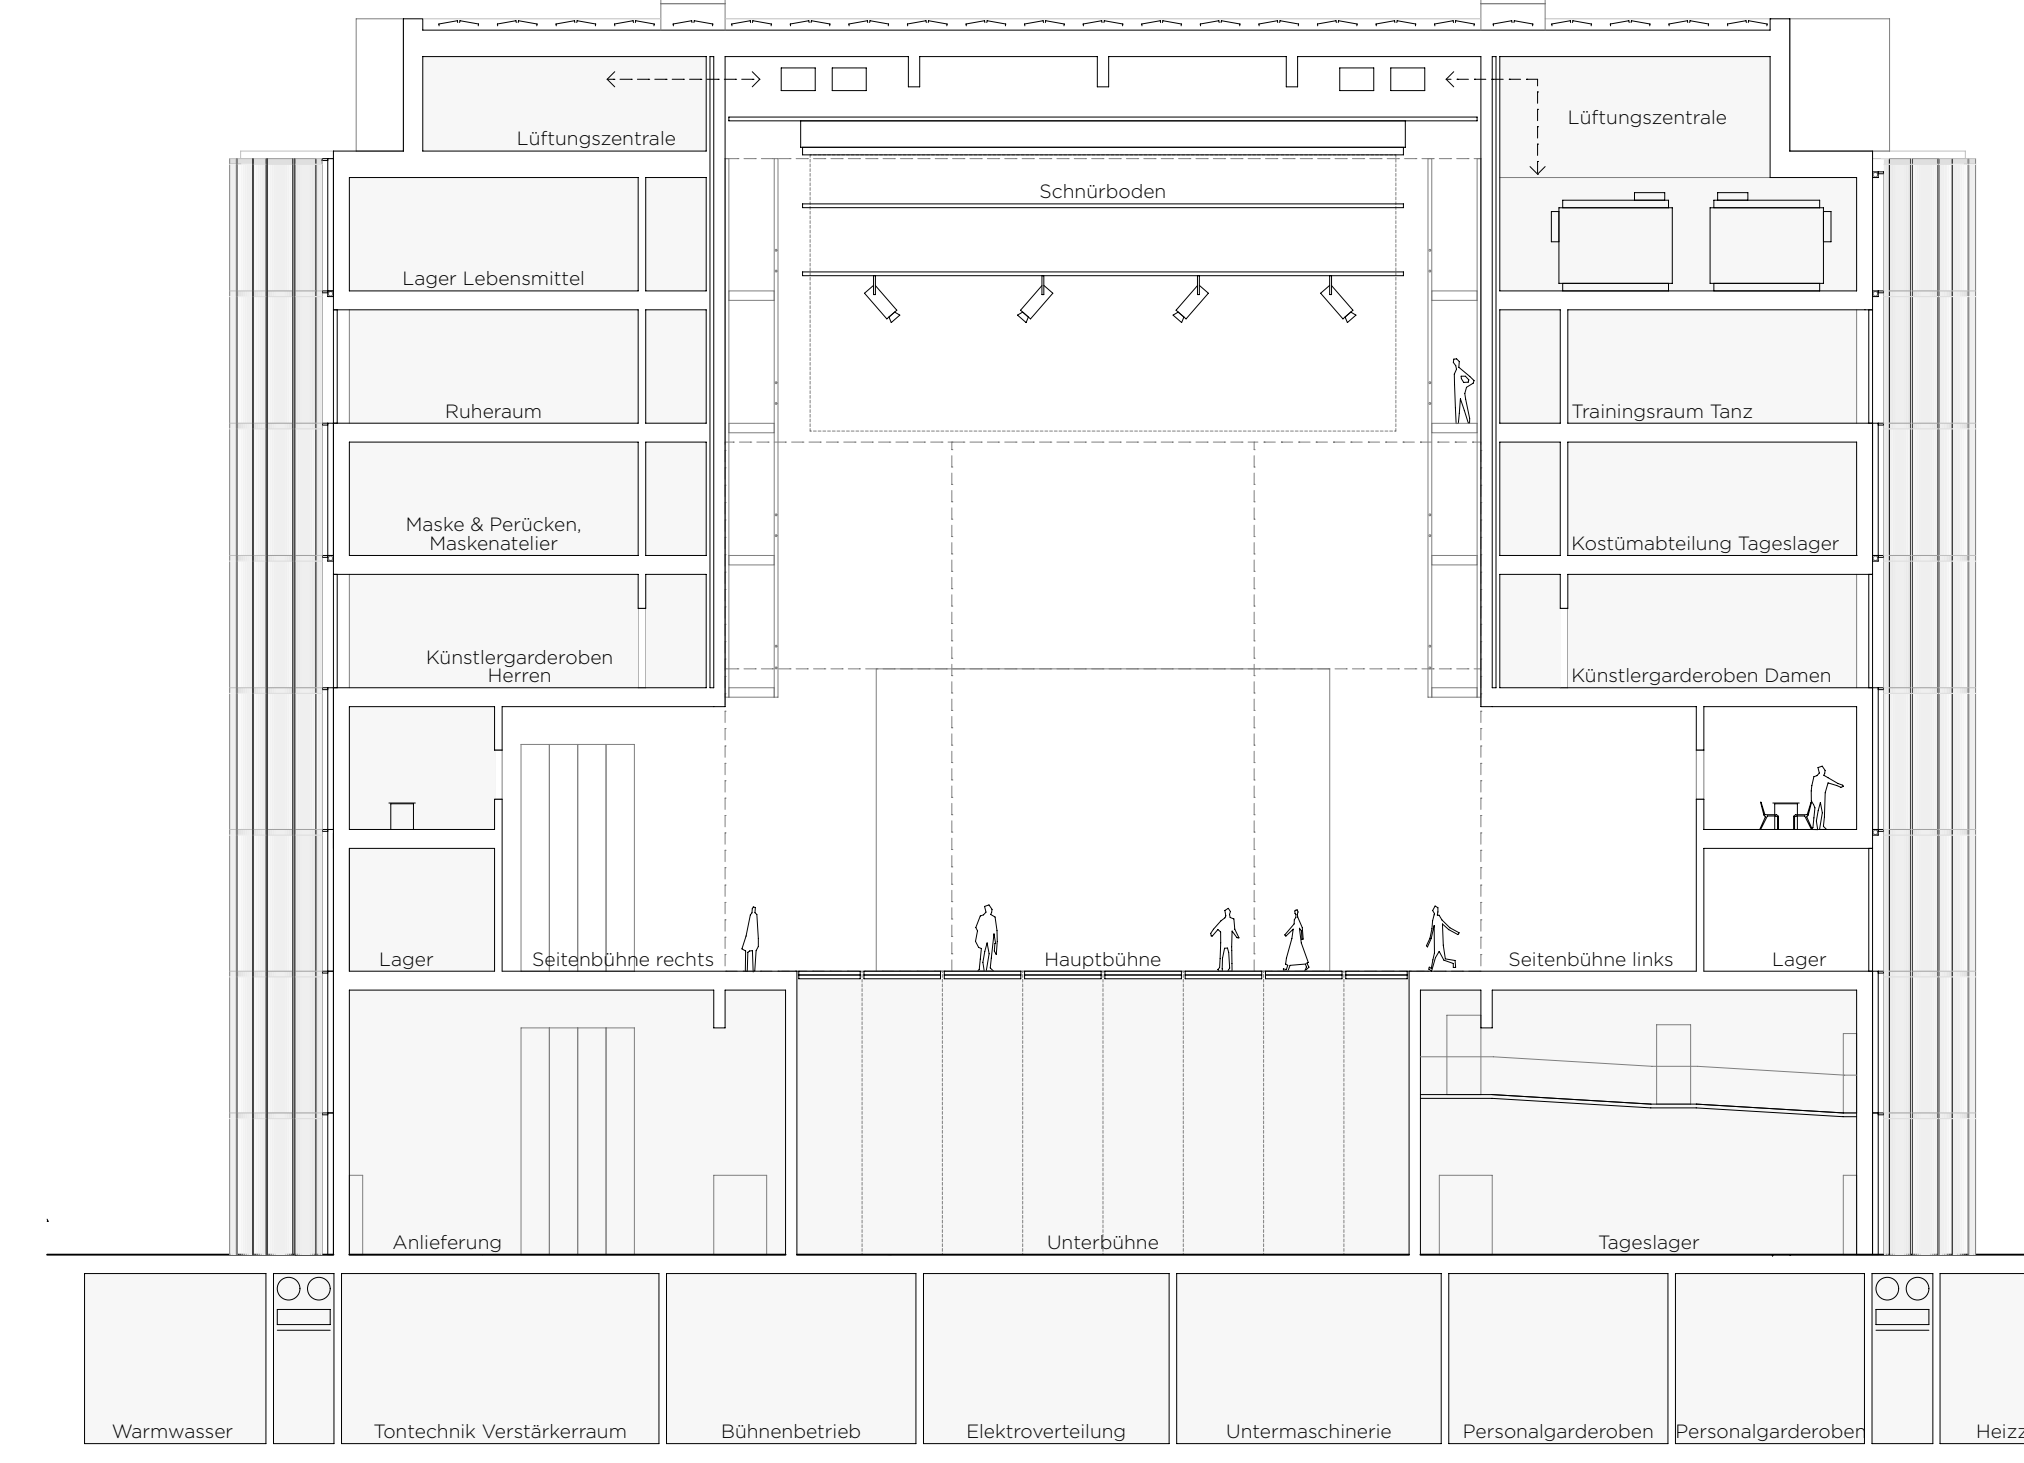 Lüftungszentrale
Lüftungszentrale
Schnürboden
Lager Lebensmittel
Ruheraum
Trainingsraum Tanz
Maske & Perücken,
Maskenatelier
Kostümabteilung Tageslager
Künstlergarderoben
Herren
Künstlergarderoben Damen
Lager
Seitenbühne rechts
Hauptbühne
Seitenbühne links
Lager
Anlieferung
Unterbühne
Tageslager
Warmwasser
Tontechnik Verstärkerraum
Bühnenbetrieb
Elektroverteilung
Untermaschinerie
Personalgarderoben
Personalgarderoben